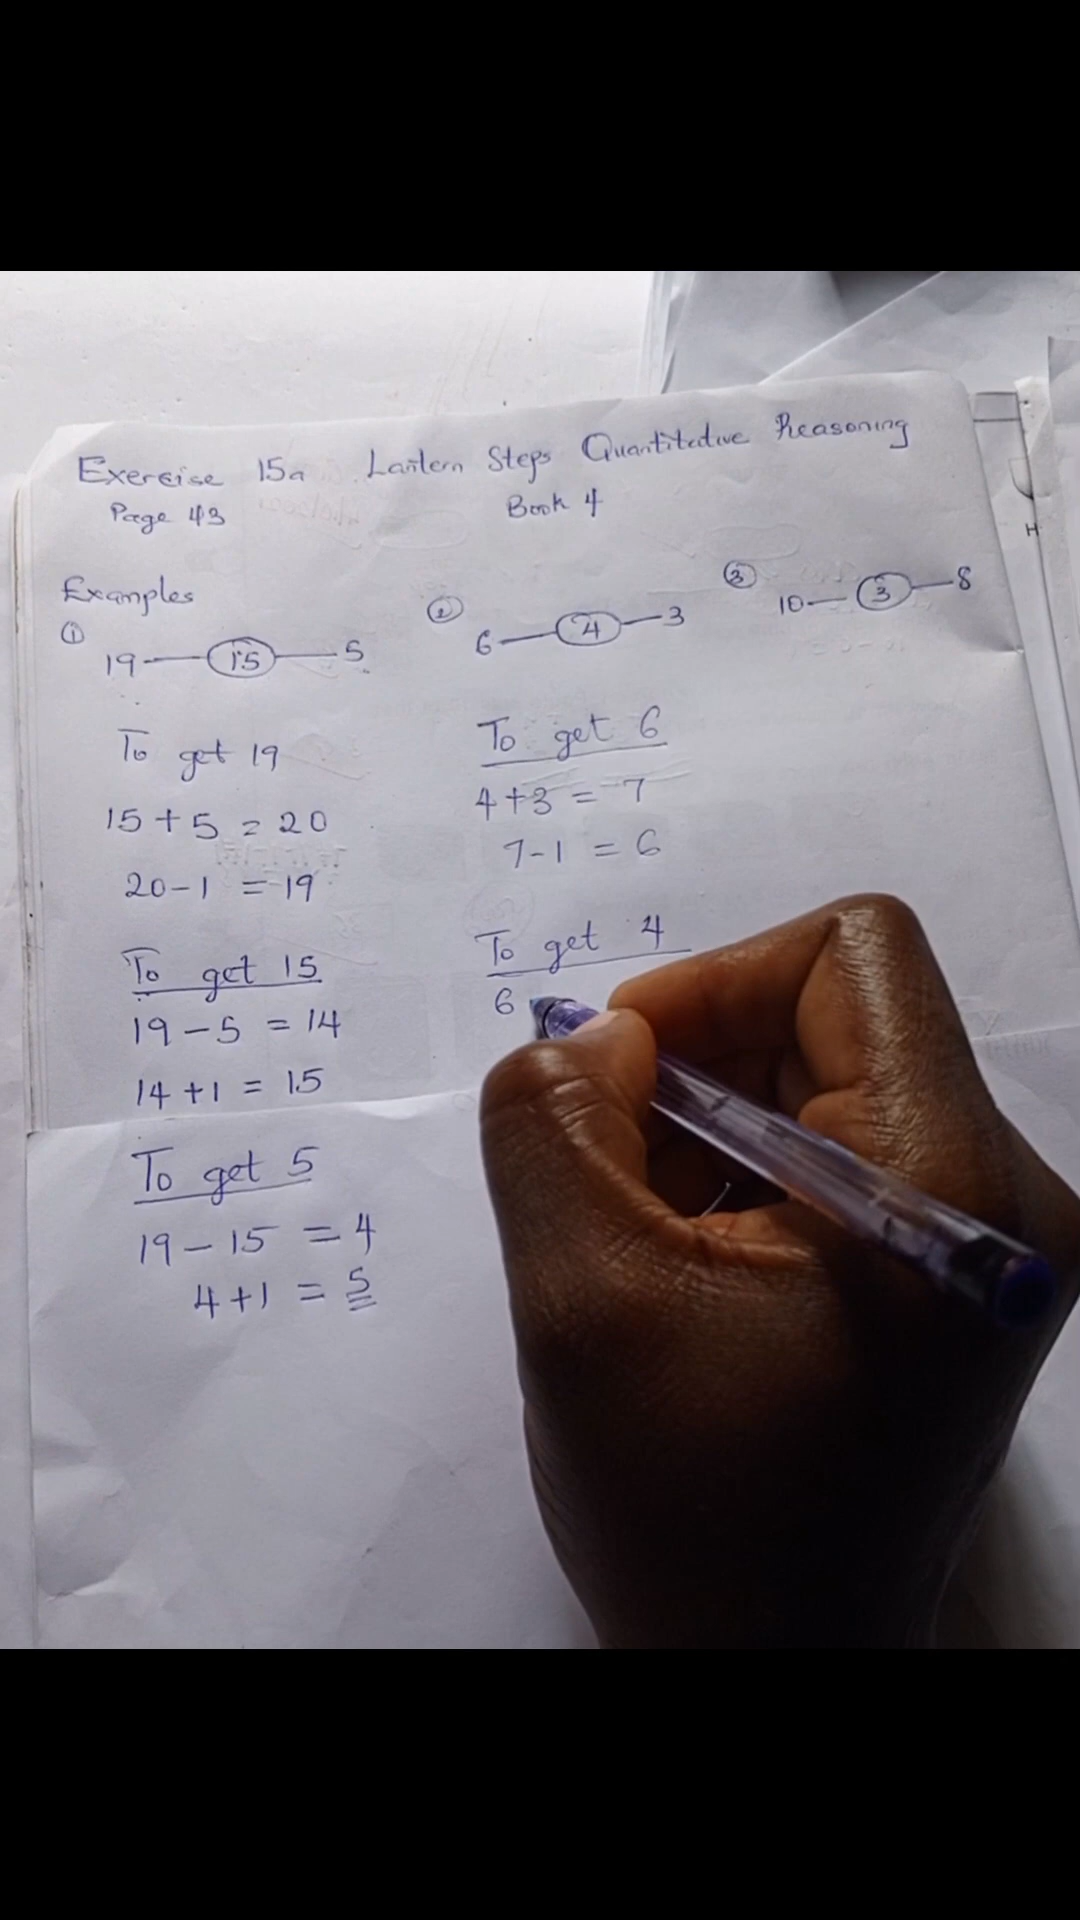 Exercise 15a Lantern Steps Quantitative Reasoning
Page 43 Book 4
Examples
① 19 — 15 — 5
② 6 — 4 — 3
③ 10 — 3 — 8
To get 19
15 + 5 = 20
20 - 1 = 19
To get 15
19 - 5 = 14
14 + 1 = 15
To get 5
19 - 15 = 4
4 + 1 = 5
To get 6
4 + 3 = 7
7 - 1 = 6
To get 4
6
H